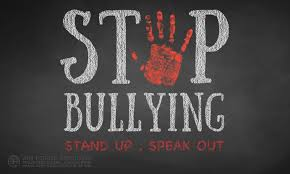 STOP
BULLYING
STAND UP . SPEAK OUT